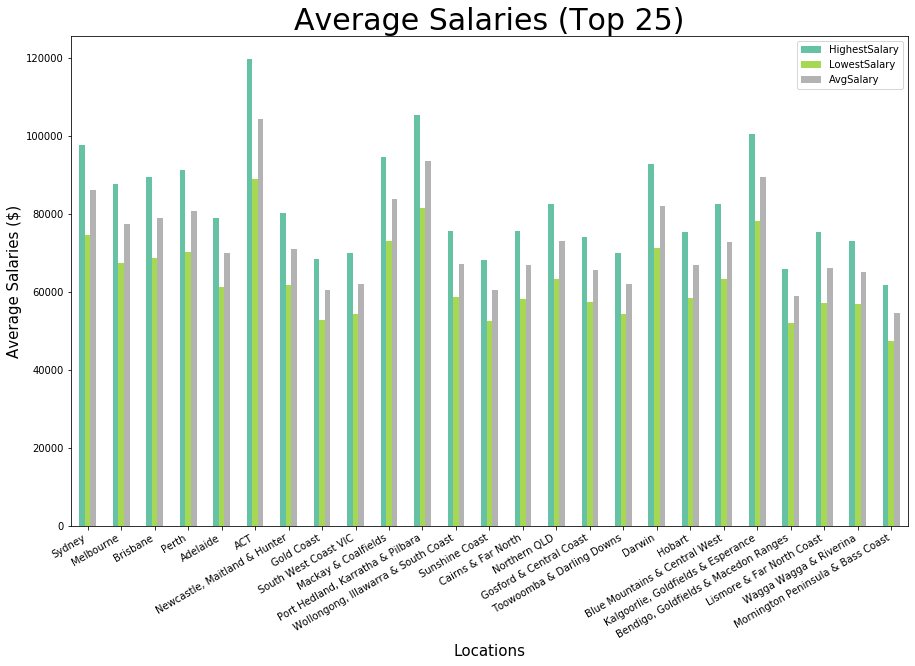 Average Salaries (Top 25)
HighestSalary
LowestSalary
AvgSalary
Average Salaries ($)
120000
100000
80000
60000
40000
20000
0
Sydney
Melbourne
Brisbane
Perth
Adelaide
ACT
Newcastle, Maitland & Hunter
Gold Coast
South West Coast VIC
Mackay & Coalfields
Port Hedland, Karratha & Pilbara
Wollongong, Illawarra & South Coast
Sunshine Coast
Cairns & Far North
Northern QLD
Gosford & Central Coast
Toowoomba & Darling Downs
Darwin
Hobart
Blue Mountains & Central West
Kalgoorlie, Goldfields & Esperance
Bendigo, Goldfields & Macedon Ranges
Lismore & Far North Coast
Wagga Wagga & Riverina
Mornington Peninsula & Bass Coast
Locations